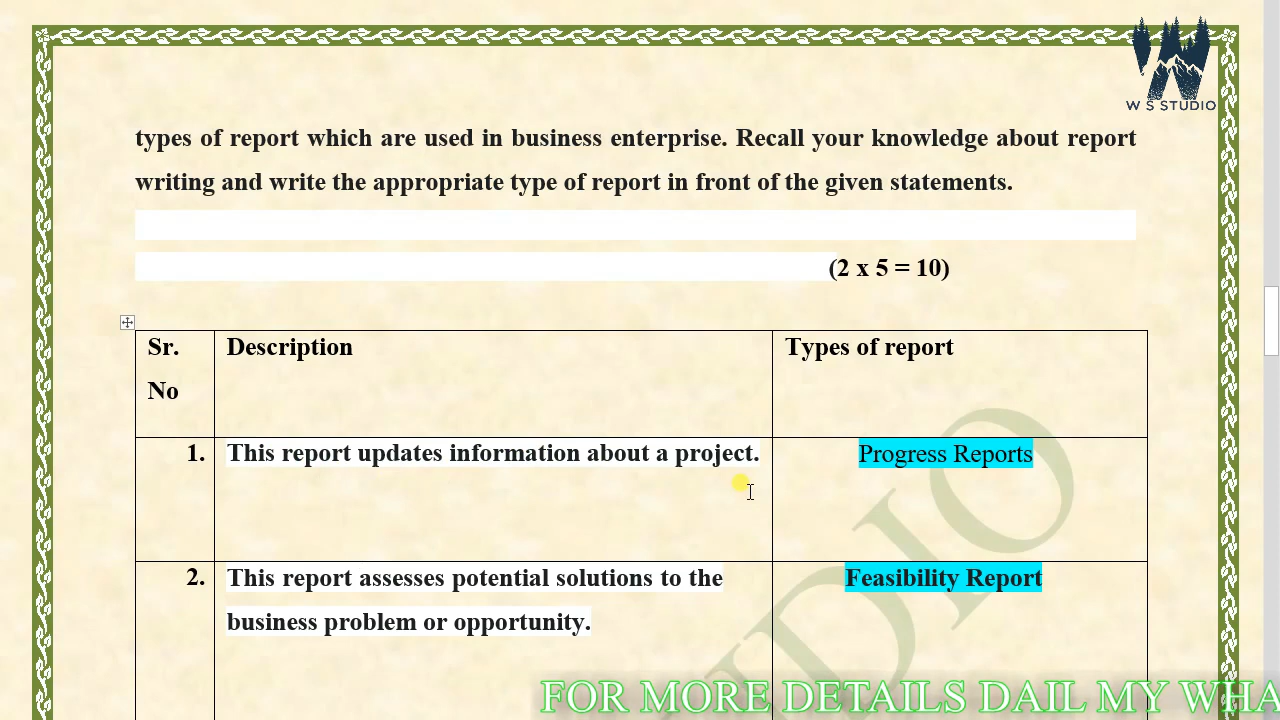 W S STUDIO
types of report which are used in business enterprise. Recall your knowledge about report
writing and write the appropriate type of report in front of the given statements.
(2 x 5 = 10)
Sr. No
Description
Types of report
1.
This report updates information about a project.
Progress Reports
2.
This report assesses potential solutions to the
business problem or opportunity.
Feasibility Report
UDIO
FOR MORE DETAILS DAIL MY WHA